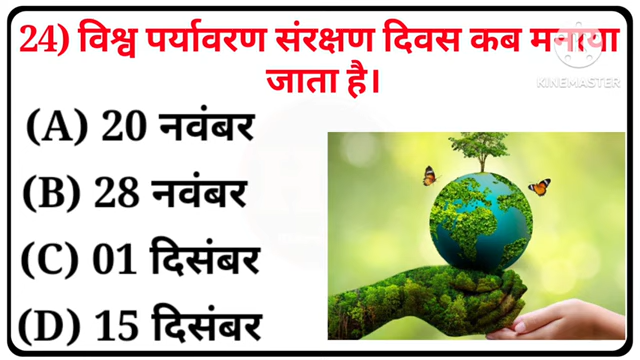 24) विश्व पर्यावरण संरक्षण दिवस कब मनाया
जाता है।
KINEMASTER
(A) 20 नवंबर
(B) 28 नवंबर
(C) 01 दिसंबर
(D) 15 दिसंबर